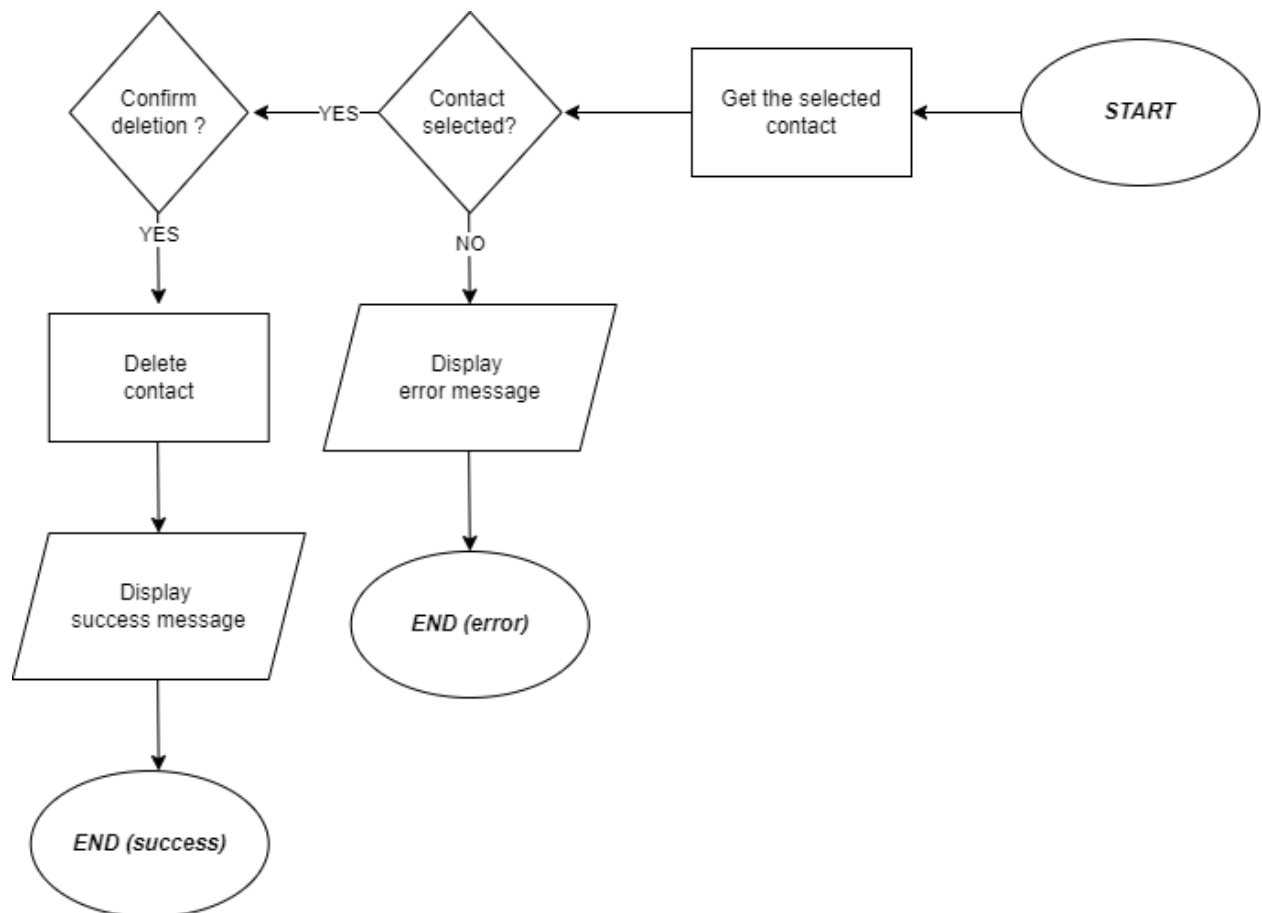 Confirm
deletion ?
YES
Contact
selected?
Get the selected
contact
START
YES
NO
Delete
contact
Display
error message
Display
success message
END (error)
END (success)